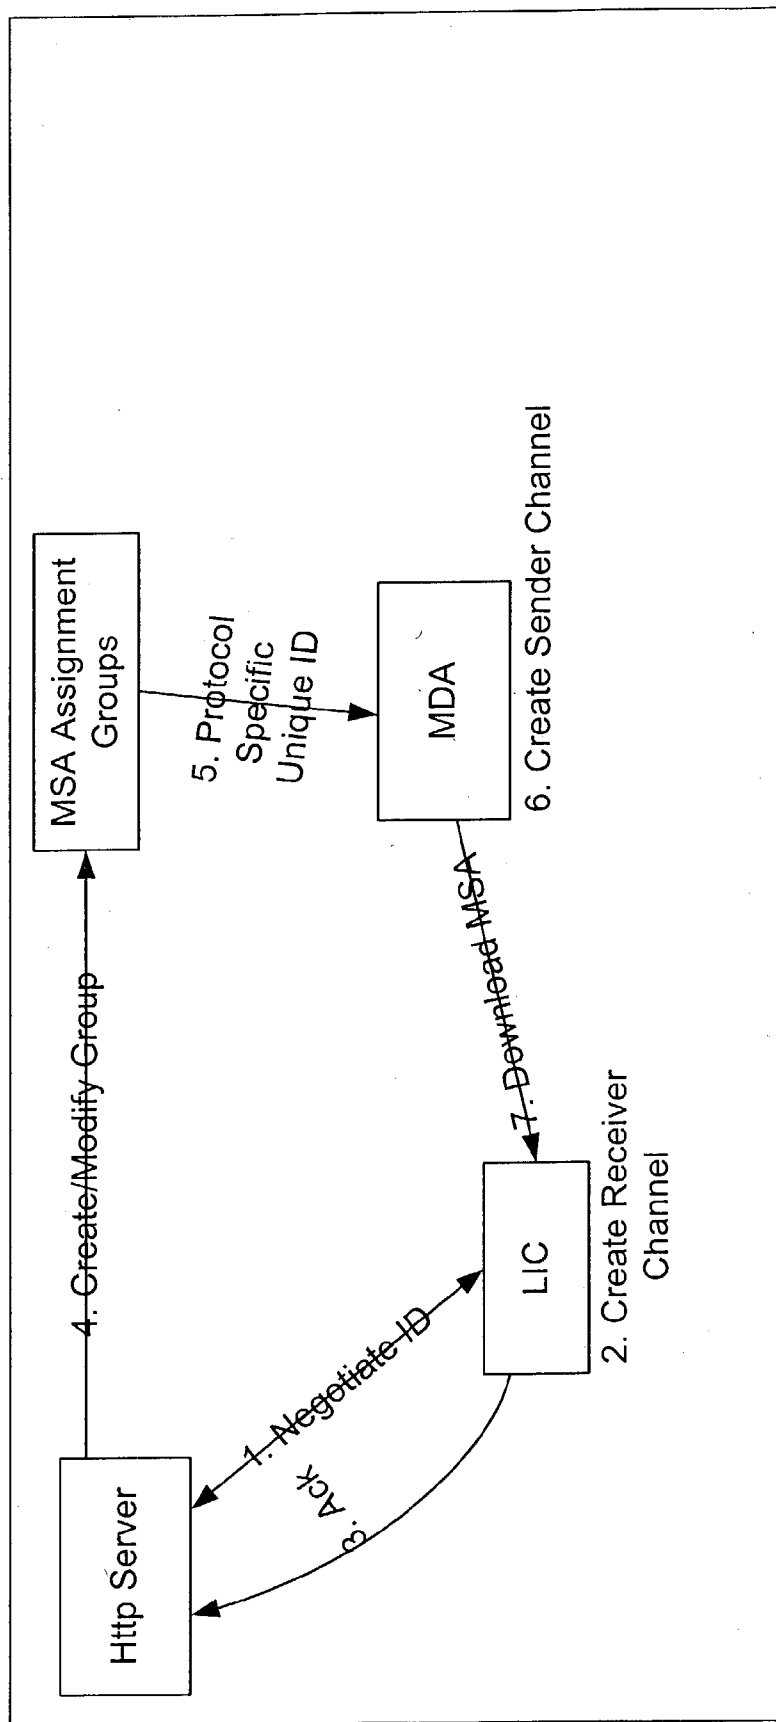 Http Server
4. Create/Modify Group
MSA Assignment
Groups
1. Negotiate ID
3. Ack
5. Protocol
Specific
Unique ID
LIC
2. Create Receiver
Channel
7. Download MSA
MDA
6. Create Sender Channel